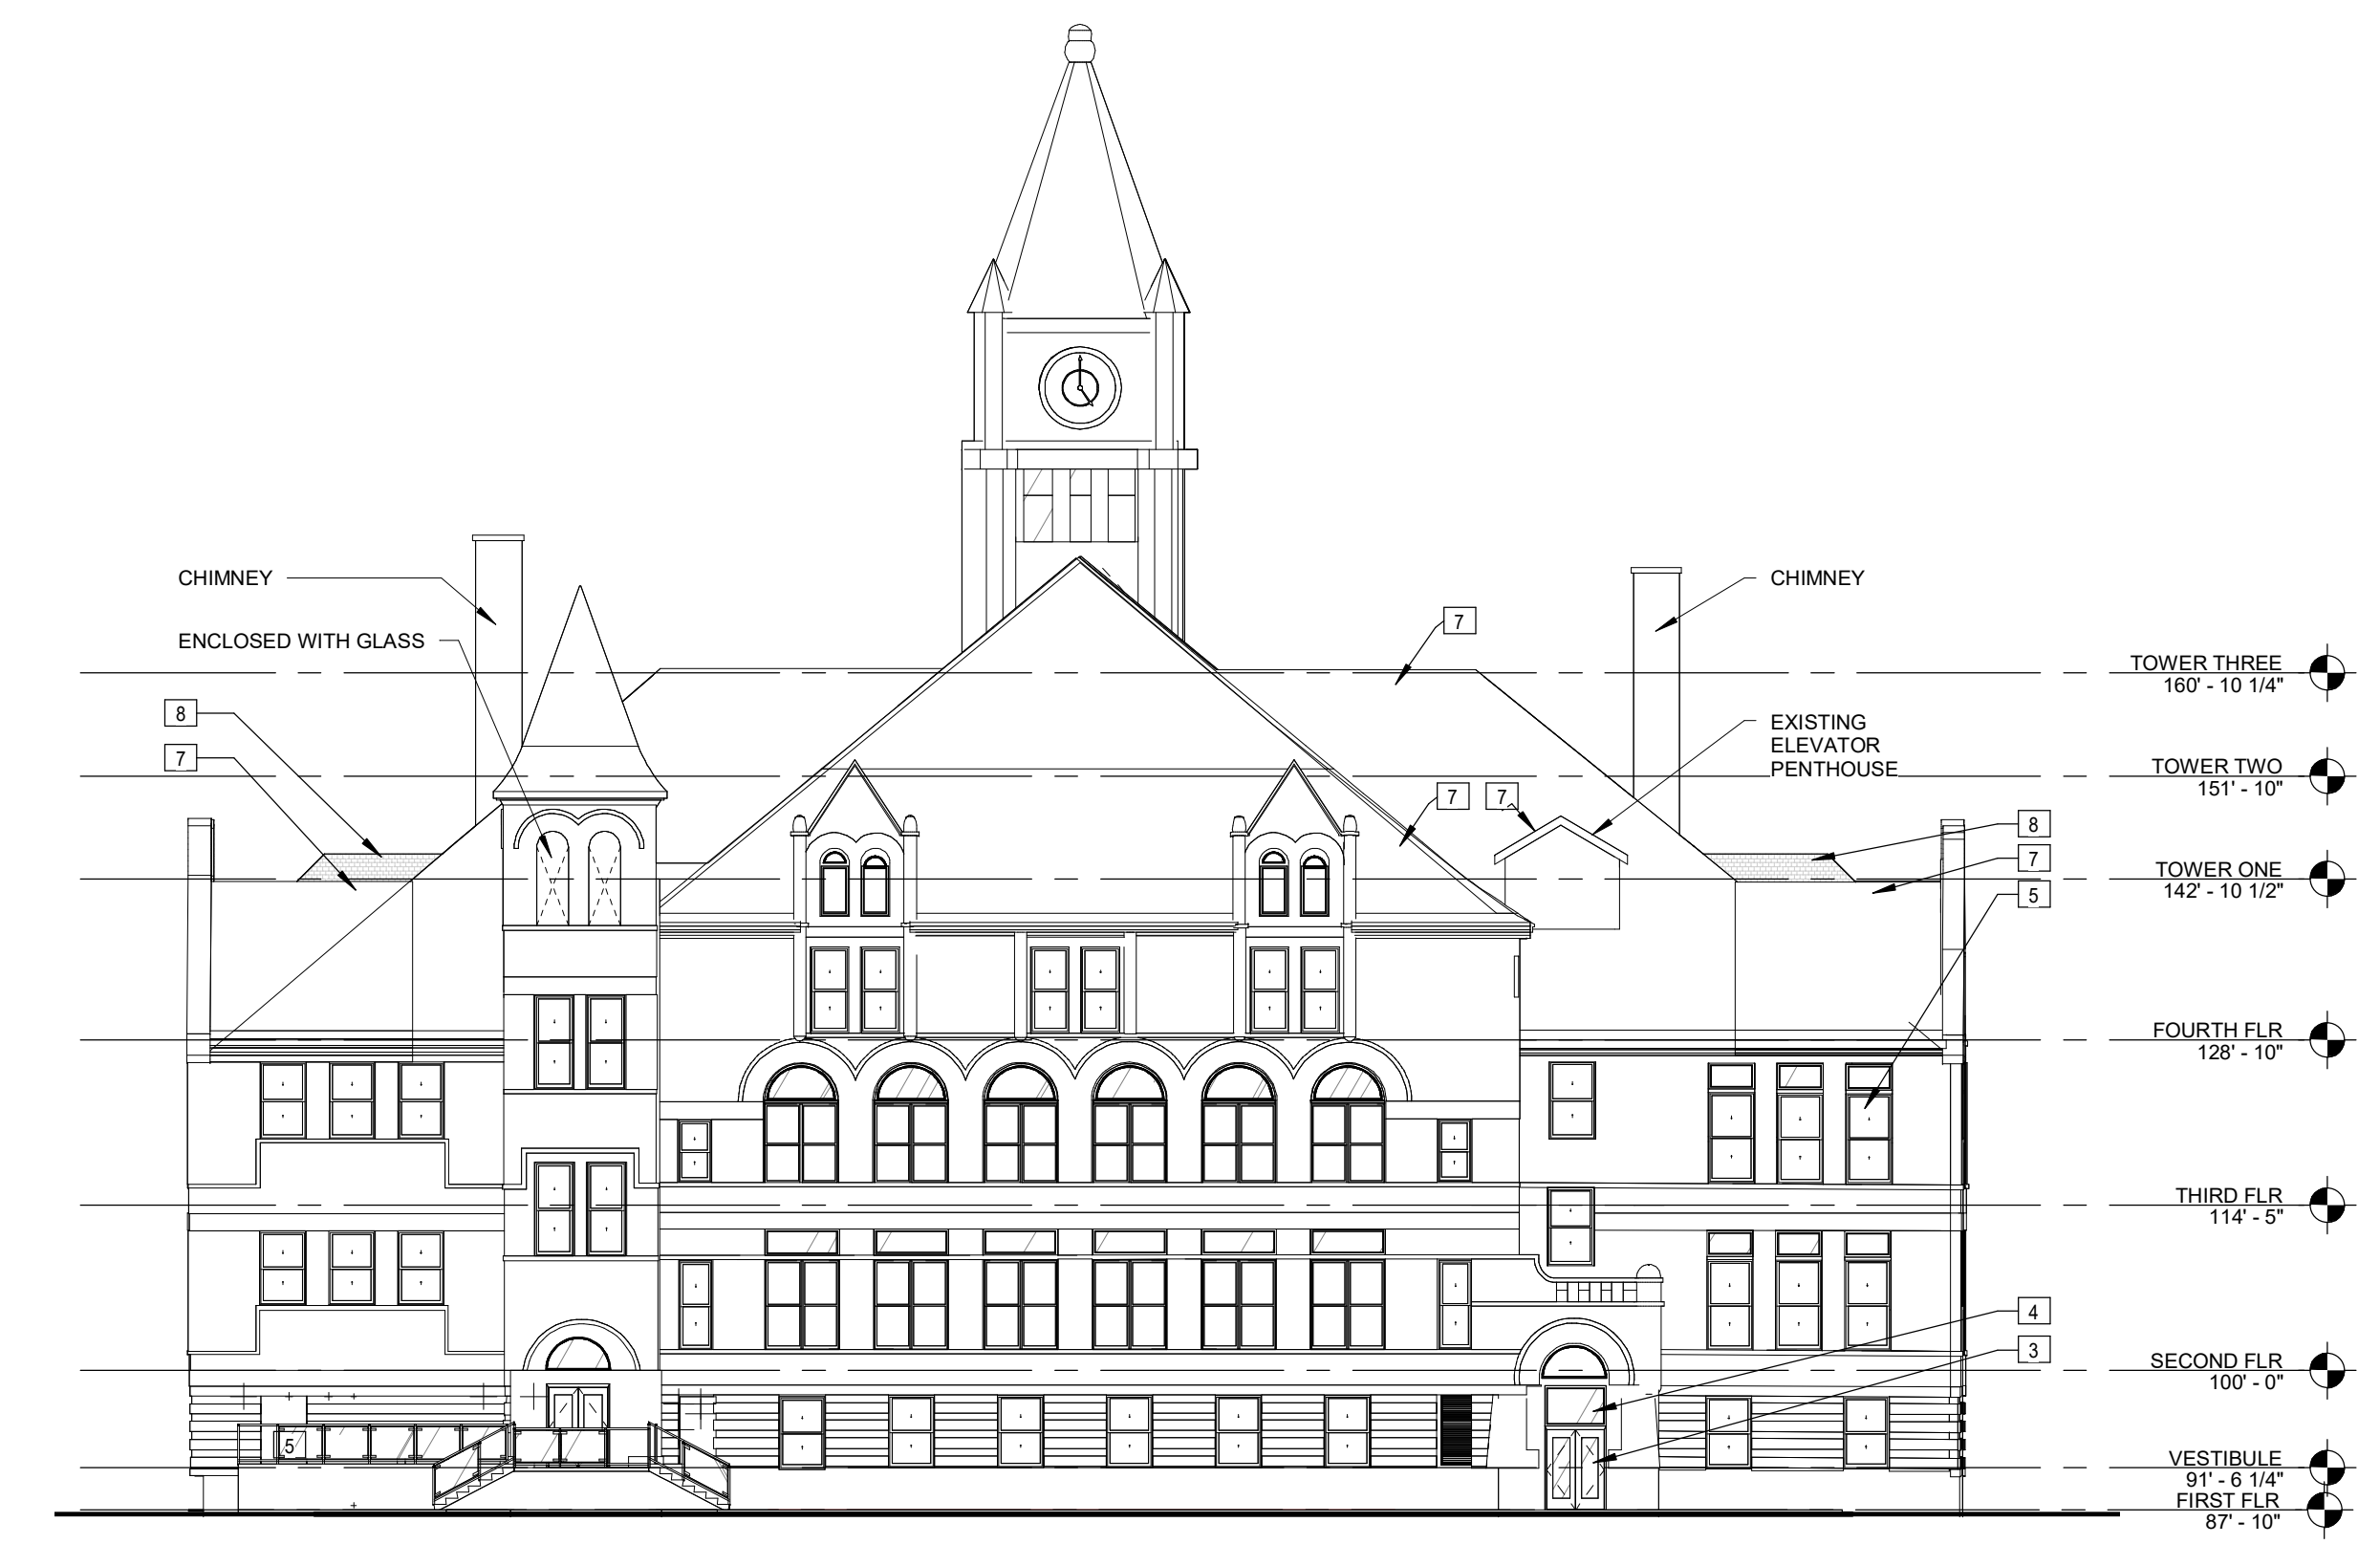 CHIMNEY
CHIMNEY
7
ENCLOSED WITH GLASS
TOWER THREE
160' - 10 1/4"
8
EXISTING
ELEVATOR
PENTHOUSE
7
TOWER TWO
151' - 10"
7
7
8
7
TOWER ONE
142' - 10 1/2"
5
FOURTH FLR
128' - 10"
THIRD FLR
114' - 5"
4
3
SECOND FLR
100' - 0"
5
VESTIBULE
91' - 6 1/4"
FIRST FLR
87' - 10"